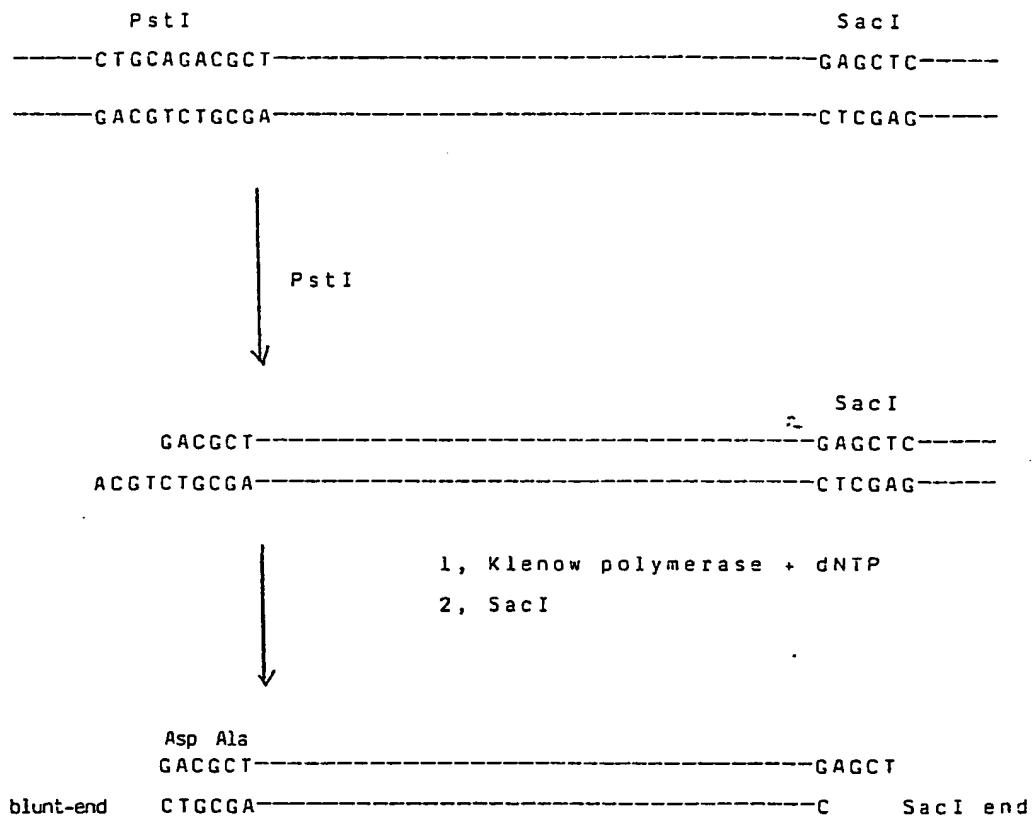 PstI SacI
-----CTGCAGACGCT-----------------------------------GAGCTC-----
-----GACGTCTGCGA-----------------------------------CTCGAG-----
PstI
SacI
GACGCT------------------------------------GAGCTC-----
ACGTCTGCGA------------------------------------CTCGAG-----
1, Klenow polymerase + dNTP
2, SacI
Asp Ala
GACGCT------------------------------------GAGCT
blunt-end CTGCGA------------------------------------C SacI end